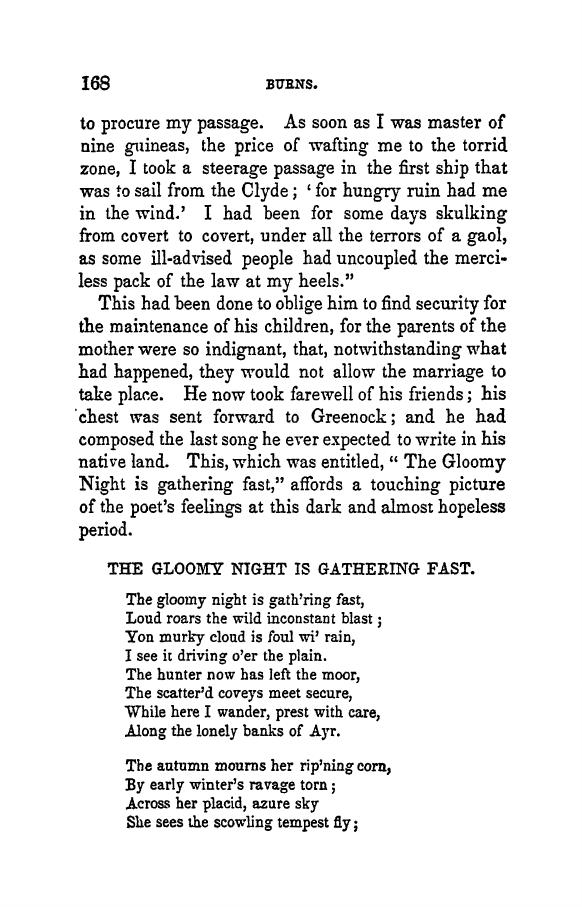 168 BURNS.
to procure my passage. As soon as I was master of
nine guineas, the price of wafting me to the torrid
zone, I took a steerage passage in the first ship that
was to sail from the Clyde; ‘for hungry ruin had me
in the wind.’ I had been for some days skulking
from covert to covert, under all the terrors of a gaol,
as some ill-advised people had uncoupled the merci-
less pack of the law at my heels.”
This had been done to oblige him to find security for
the maintenance of his children, for the parents of the
mother were so indignant, that, notwithstanding what
had happened, they would not allow the marriage to
take place. He now took farewell of his friends; his
chest was sent forward to Greenock; and he had
composed the last song he ever expected to write in his
native land. This, which was entitled, “The Gloomy
Night is gathering fast,” affords a touching picture
of the poet’s feelings at this dark and almost hopeless
period.
THE GLOOMY NIGHT IS GATHERING FAST.
The gloomy night is gath’ring fast,
Loud roars the wild inconstant blast;
Yon murky cloud is foul wi’ rain,
I see it driving o’er the plain.
The hunter now has left the moor,
The scatter’d coveys meet secure,
While here I wander, prest with care,
Along the lonely banks of Ayr.
The autumn mourns her rip’ning corn,
By early winter’s ravage torn;
Across her placid, azure sky
She sees the scowling tempest fly;